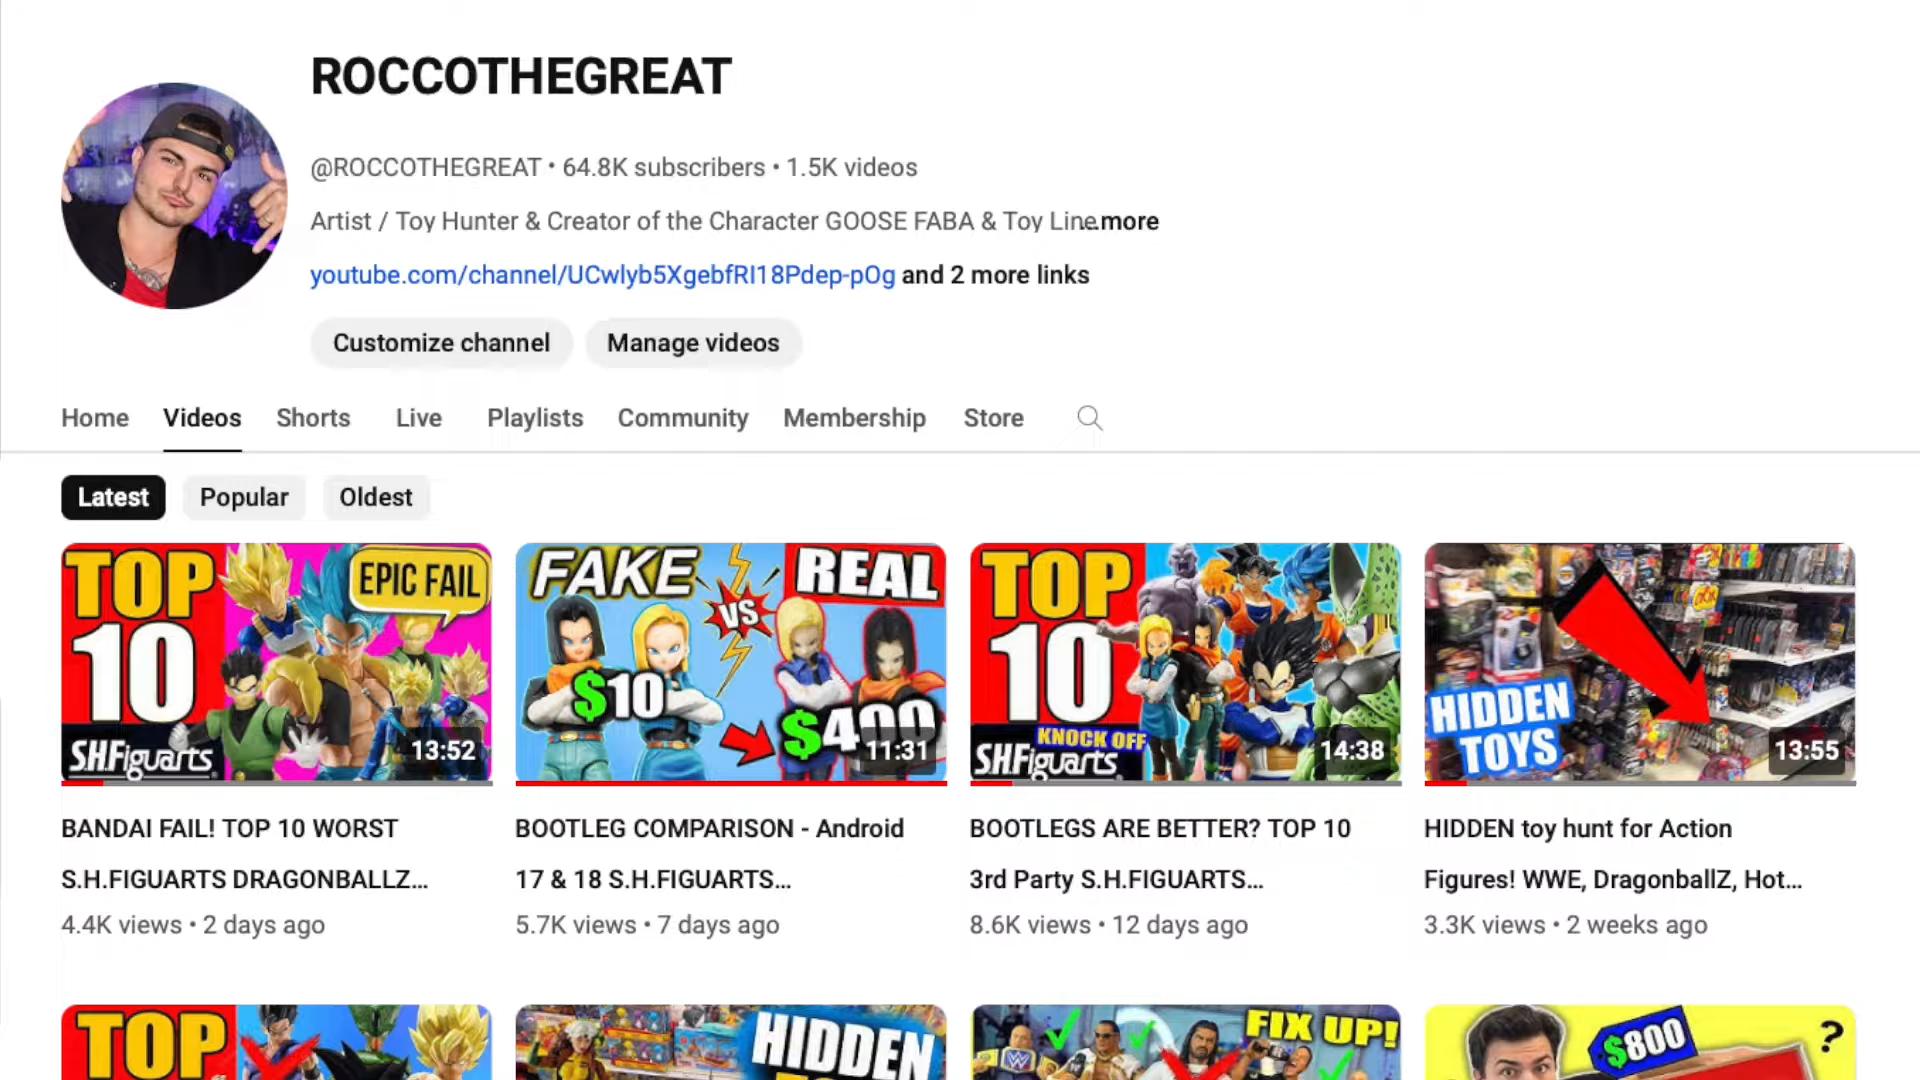 ROCCOTHEGREAT
@ROCCOTHEGREAT • 64.8K subscribers • 1.5K videos
Artist / Toy Hunter & Creator of the Character GOOSE FABA & Toy Line ...more
youtube.com/channel/UCwlyb5XgebfRI18Pdep-pOg and 2 more links
Customize channel Manage videos
Home Videos Shorts Live Playlists Community Membership Store
Latest Popular Oldest
TOP
10
EPIC FAIL
S.H.Figuarts
13:52
FAKE VS REAL
$10
$400
11:31
TOP
10
KNOCK OFF
S.H.Figuarts
14:38
HIDDEN
TOYS
13:55
BANDAI FAIL! TOP 10 WORST
S.H.FIGUARTS DRAGONBALLZ...
4.4K views • 2 days ago
BOOTLEG COMPARISON - Android
17 & 18 S.H.FIGUARTS...
5.7K views • 7 days ago
BOOTLEGS ARE BETTER? TOP 10
3rd Party S.H.FIGUARTS...
8.6K views • 12 days ago
HIDDEN toy hunt for Action
Figures! WWE, DragonballZ, Hot...
3.3K views • 2 weeks ago
TOP
HIDDEN
FIX UP!
$800
?